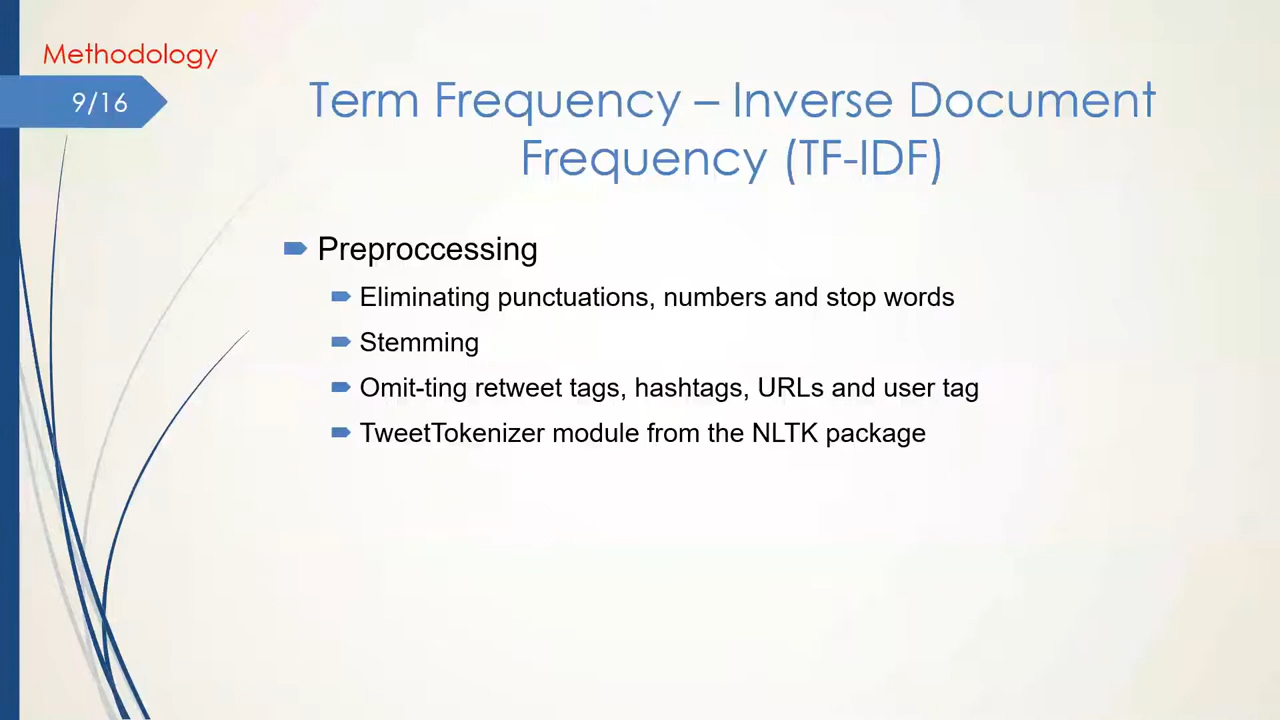 Methodology
9/16
Term Frequency – Inverse Document
Frequency (TF-IDF)
Preproccessing
Eliminating punctuations, numbers and stop words
Stemming
Omit-ting retweet tags, hashtags, URLs and user tag
TweetTokenizer module from the NLTK package